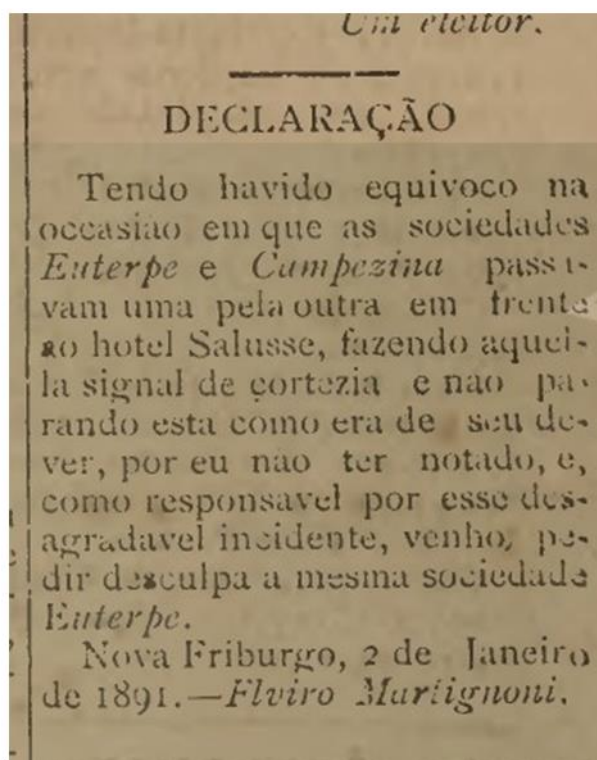 Um eleitor.
DECLARAÇÃO
Tendo havido equivoco na
occasião em que as sociedades
Euterpe e Campezina passa-
vam uma pela outra em frente
ao hotel Salusse, fazendo aquel-
la signal de cortezia e não pa-
rando esta como era de seu de-
ver, por eu não ter notado, e,
como responsavel por esse des-
agradavel incidente, venho, pe-
dir desculpa a mesma sociedade
Euterpe.
Nova Friburgo, 2 de Janeiro
de 1891.—Elviro Martignoni.